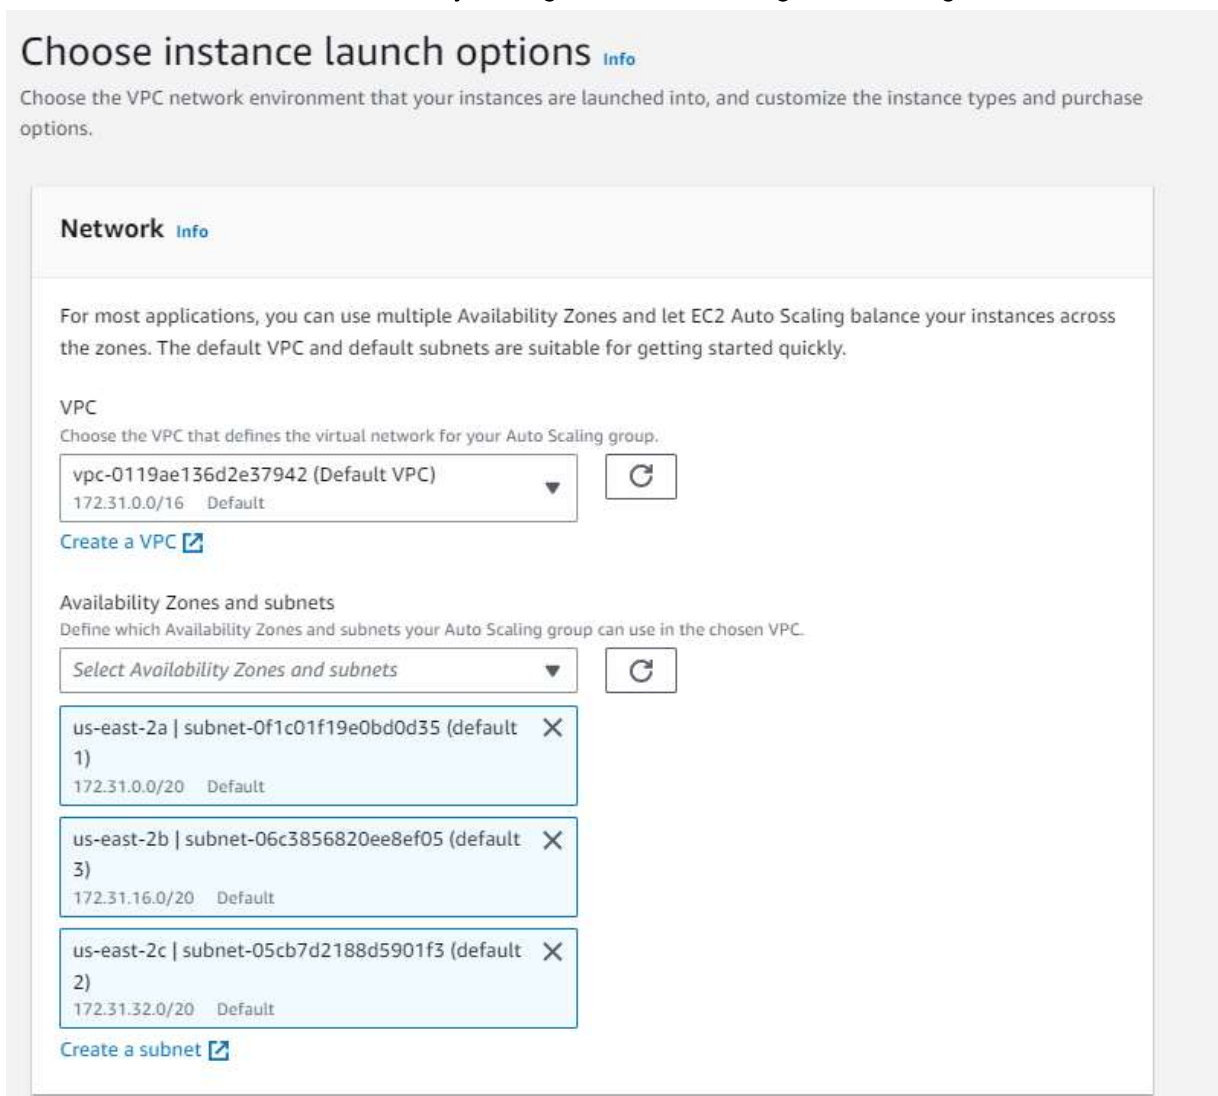 Choose instance launch options Info
Choose the VPC network environment that your instances are launched into, and customize the instance types and purchase
options.
Network Info
For most applications, you can use multiple Availability Zones and let EC2 Auto Scaling balance your instances across
the zones. The default VPC and default subnets are suitable for getting started quickly.
VPC
Choose the VPC that defines the virtual network for your Auto Scaling group.
vpc-0119ae136d2e37942 (Default VPC)
172.31.0.0/16 Default
Create a VPC
Availability Zones and subnets
Define which Availability Zones and subnets your Auto Scaling group can use in the chosen VPC.
Select Availability Zones and subnets
us-east-2a | subnet-0f1c01f19e0bd0d35 (default
1)
172.31.0.0/20 Default
us-east-2b | subnet-06c3856820ee8ef05 (default
3)
172.31.16.0/20 Default
us-east-2c | subnet-05cb7d2188d5901f3 (default
2)
172.31.32.0/20 Default
Create a subnet